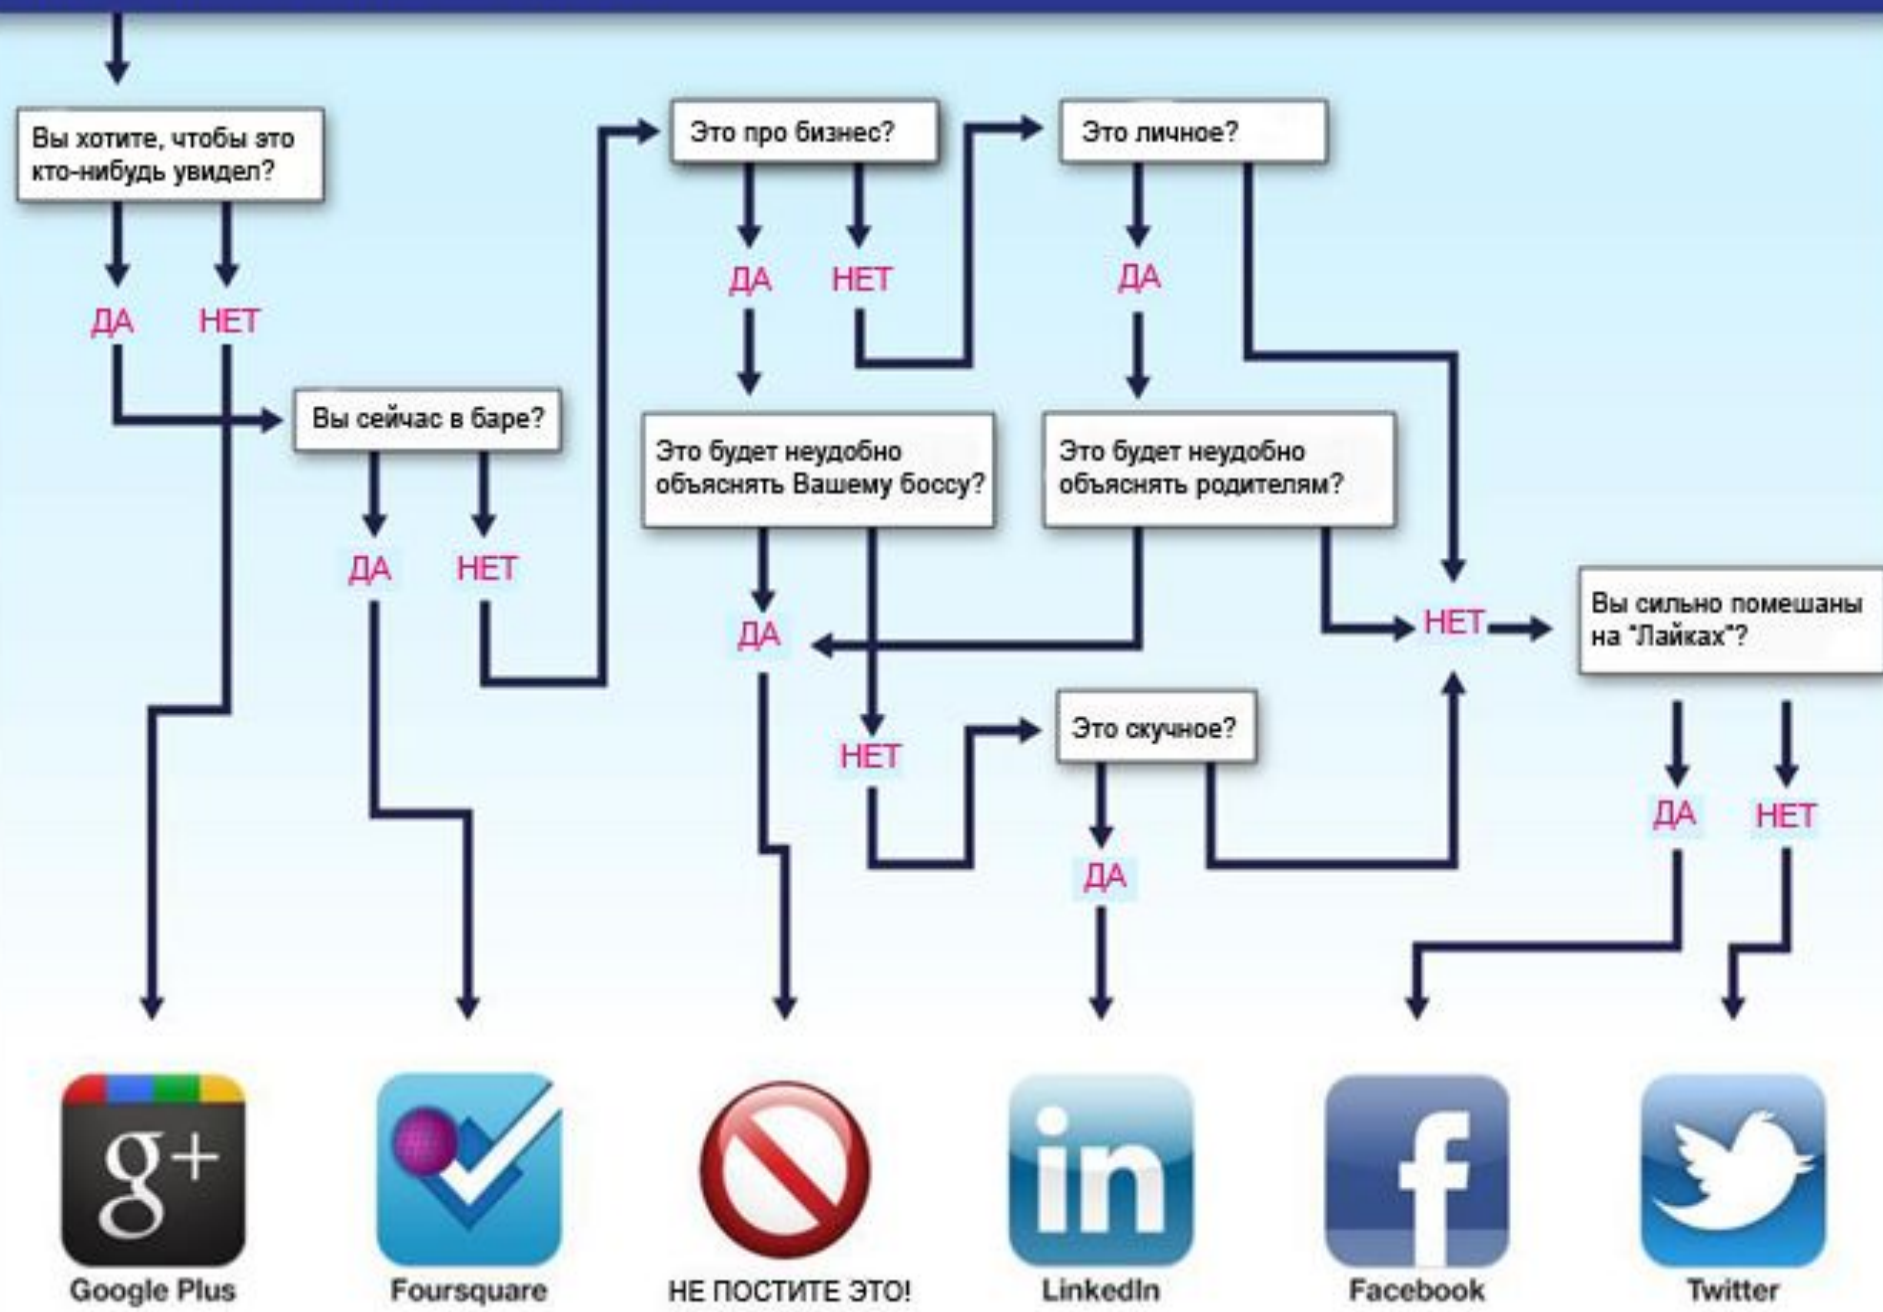 Вы хотите, чтобы это
кто-нибудь увидел?
ДА
НЕТ
Вы сейчас в баре?
ДА
НЕТ
Это про бизнес?
ДА
НЕТ
Это личное?
ДА
Это будет неудобно
объяснять Вашему боссу?
ДА
НЕТ
Это будет неудобно
объяснять родителям?
НЕТ
Это скучное?
ДА
Вы сильно помешаны
на "Лайках"?
ДА
НЕТ
g+
in
f
Google Plus
Foursquare
НЕ ПОСТИТЕ ЭТО!
LinkedIn
Facebook
Twitter